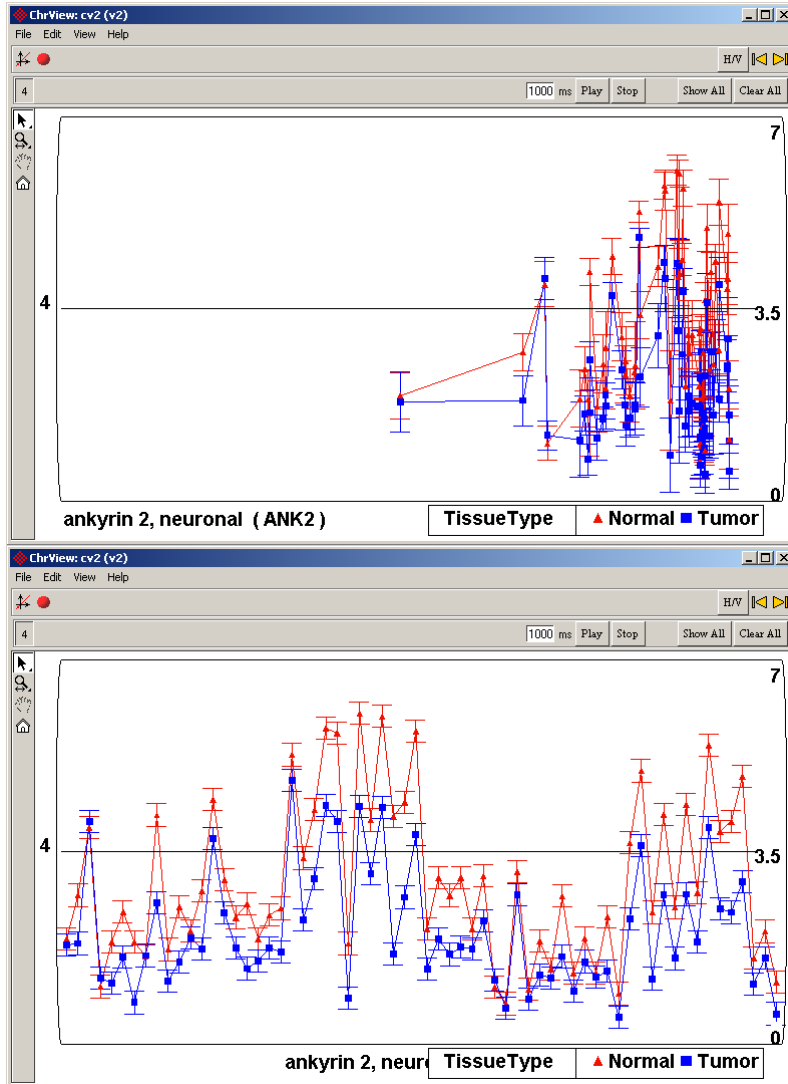 ChrView: cv2 (v2)
File Edit View Help
H/V
4 1000 ms Play Stop Show All Clear All
7
4 3.5
0
ankyrin 2, neuronal ( ANK2 ) TissueType Normal Tumor
ChrView: cv2 (v2)
File Edit View Help
H/V
4 1000 ms Play Stop Show All Clear All
7
4 3.5
0
ankyrin 2, neuro TissueType Normal Tumor